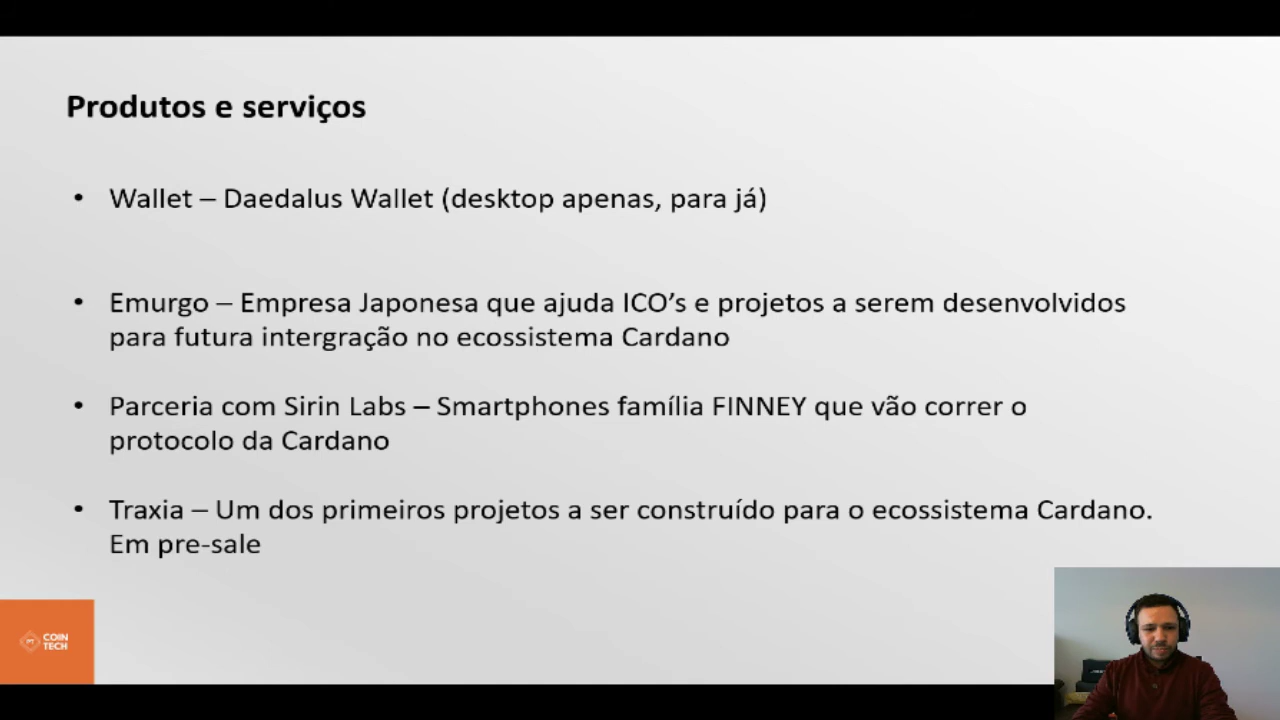 Produtos e serviços
• Wallet – Daedalus Wallet (desktop apenas, para já)
• Emurgo – Empresa Japonesa que ajuda ICO's e projetos a serem desenvolvidos
para futura intergração no ecossistema Cardano
• Parceria com Sirin Labs – Smartphones família FINNEY que vão correr o
protocolo da Cardano
• Traxia – Um dos primeiros projetos a ser construído para o ecossistema Cardano.
Em pre-sale
PT COIN
TECH